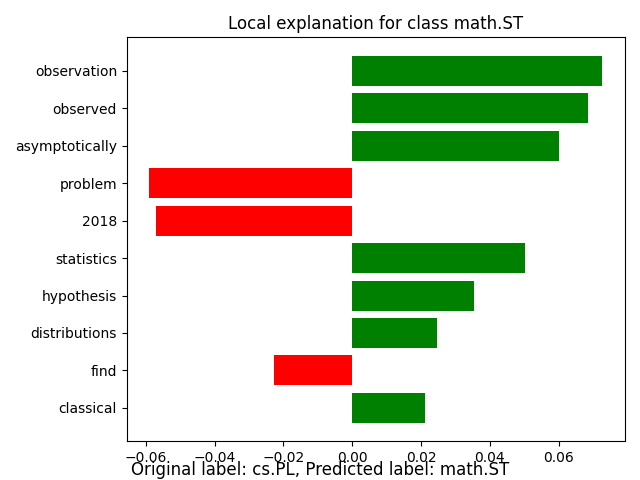 Local explanation for class math.ST
observation
observed
asymptotically
problem
2018
statistics
hypothesis
distributions
find
classical
−0.06 −0.04 −0.02 0.00 0.02 0.04 0.06
Original label: cs.PL, Predicted label: math.ST